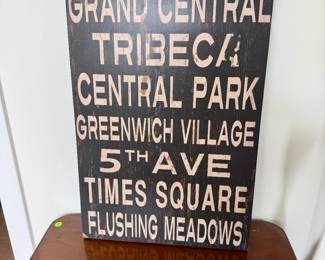 GRAND CENTRAL
TRIBECA
CENTRAL PARK
GREENWICH VILLAGE
5TH AVE
TIMES SQUARE
FLUSHING MEADOWS